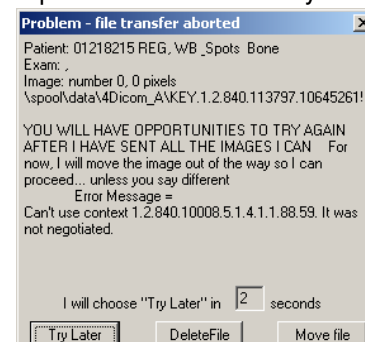 Problem - file transfer aborted
Patient: 01218215 REG, WB _Spots Bone
Exam: ,
Image: number 0, 0 pixels
\spool\data\4Dicom_A\KEY.1.2.840.113797.10645261!
YOU WILL HAVE OPPORTUNITIES TO TRY AGAIN
AFTER I HAVE SENT ALL THE IMAGES I CAN For
now, I will move the image out of the way so I can
proceed... unless you say different
Error Message =
Can't use context 1.2.840.10008.5.1.4.1.1.88.59. It was
not negotiated.
I will choose "Try Later" in 2 seconds
Try Later DeleteFile Move file